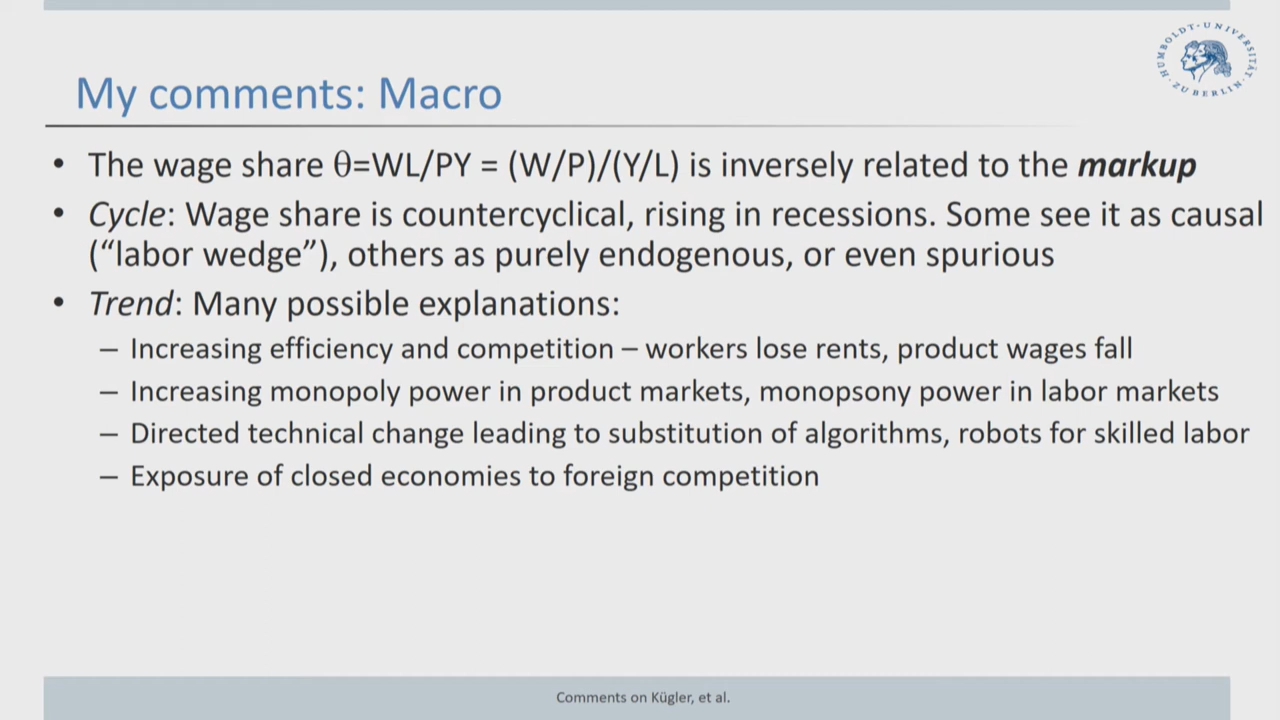 HUMBOLDT-UNIVERSITÄT
ZU BERLIN
My comments: Macro
• The wage share θ=WL/PY = (W/P)/(Y/L) is inversely related to the markup
• Cycle: Wage share is countercyclical, rising in recessions. Some see it as causal
(“labor wedge”), others as purely endogenous, or even spurious
• Trend: Many possible explanations:
– Increasing efficiency and competition – workers lose rents, product wages fall
– Increasing monopoly power in product markets, monopsony power in labor markets
– Directed technical change leading to substitution of algorithms, robots for skilled labor
– Exposure of closed economies to foreign competition
Comments on Kügler, et al.